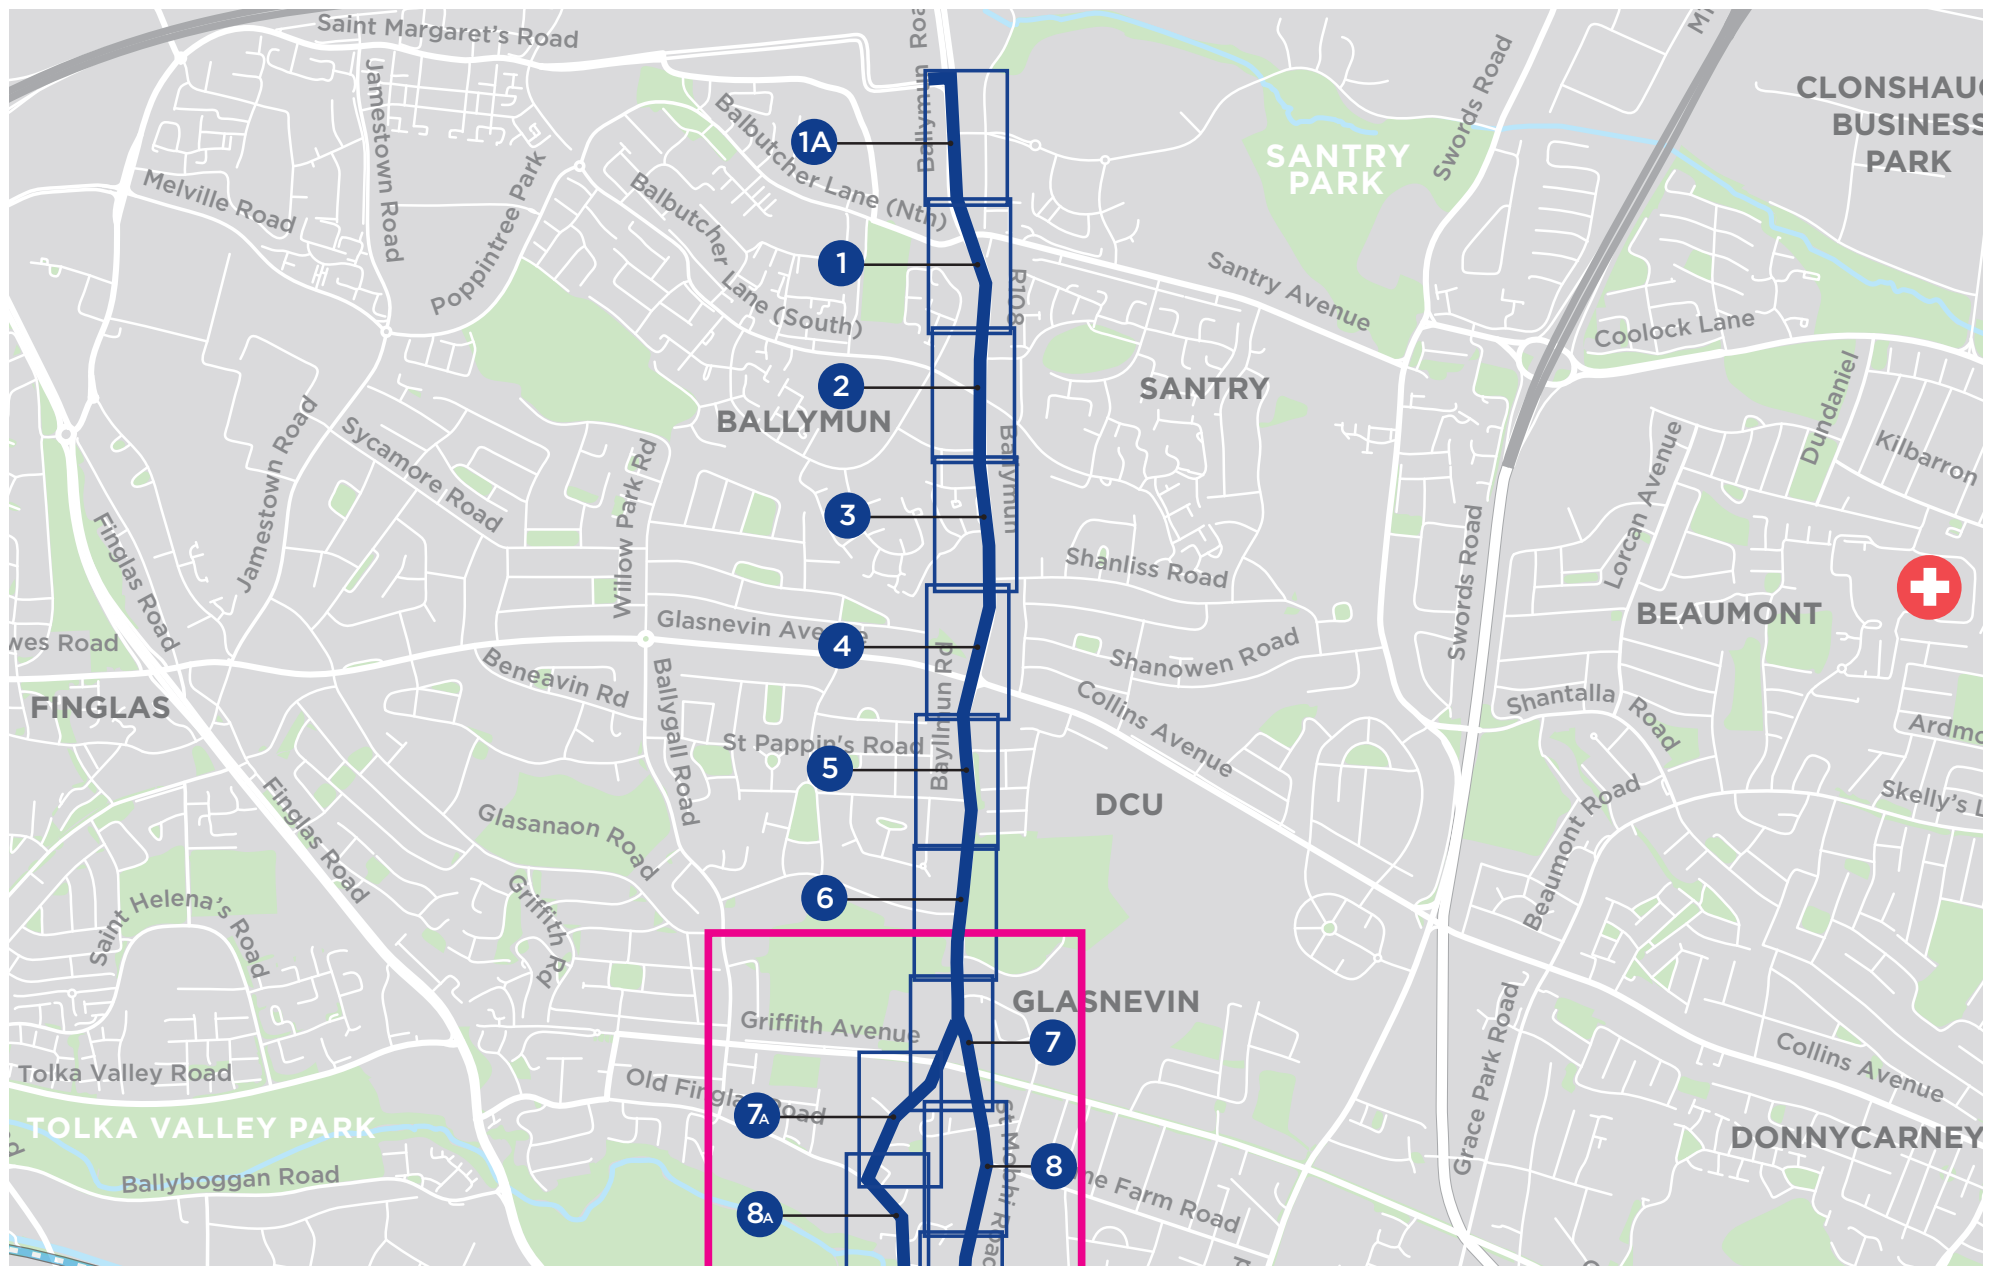 Saint Margaret's Road
Ballymun Roa
Jamestown Road
Swords Road
CLONSHAUG
BUSINESS
PARK
Balbutcher Lane (Nth)
1A
SANTRY
PARK
Melville Road
Poppintree Park
Balbutcher Lane (South)
1
R108
Santry Avenue
Coolock Lane
Dundaniel
2
SANTRY
BALLYMUN
Sycamore Road
Jamestown Road
Willow Park Rd
Ballymun
Lorcan Avenue
Kilbarron
3
Finglas Road
Shanliss Road
Swords Road
BEAUMONT
wes Road
Glasnevin Avenue
4
Shanowen Road
Beneavin Rd
Ballygall Road
Bayllmun Rd
Collins Avenue
Shantalla Road
FINGLAS
Ardmo
St Pappin's Road
5
DCU
Skelly's L
Finglas Road
Glasanaon Road
Beaumont Road
Saint Helena's Road
Griffith Rd
6
GLASNEVIN
Griffith Avenue
7
Grace Park Road
Collins Avenue
Tolka Valley Road
Old Finglas Road
7A
TOLKA VALLEY PARK
St Mobhi Road
DONNYCARNEY
8
Ballyboggan Road
me Farm Road
8A